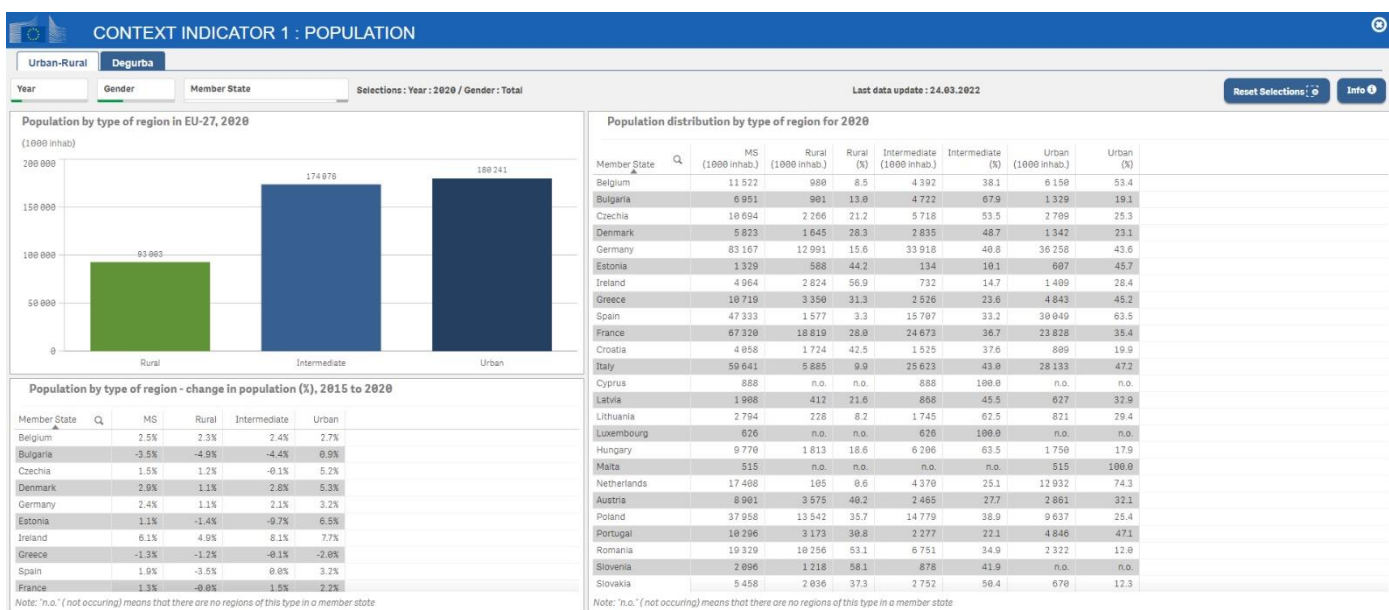 CONTEXT INDICATOR 1 : POPULATION
Urban-Rural Degurba
Year Gender Member State Selections : Year : 2020 / Gender : Total Last data update : 24.03.2022 Reset Selections Info
Population by type of region in EU-27, 2020
(1000 inhab)
200 000
150 000
100 000
50 000
0
93 003
174 076
180 241
Rural Intermediate Urban
Population by type of region - change in population (%), 2015 to 2020
Member State MS Rural Intermediate Urban
Belgium 2.5% 2.3% 2.4% 2.7%
Bulgaria -3.5% -4.9% -4.4% 0.9%
Czechia 1.5% 1.2% -0.1% 5.2%
Denmark 2.9% 1.1% 2.8% 5.3%
Germany 2.4% 1.1% 2.1% 3.2%
Estonia 1.1% -1.4% -9.7% 6.5%
Ireland 6.1% 4.9% 8.1% 7.7%
Greece -1.3% -1.2% -0.1% -2.0%
Spain 1.9% -3.5% 0.0% 3.2%
France 1.3% -0.0% 1.5% 2.2%
Note: "n.o." ( not occuring) means that there are no regions of this type in a member state
Population distribution by type of region for 2020
Member State MS (1000 inhab.) Rural (1000 inhab.) Rural (%) Intermediate (1000 inhab.) Intermediate (%) Urban (1000 inhab.) Urban (%)
Belgium 11 522 980 8.5 4 392 38.1 6 150 53.4
Bulgaria 6 951 901 13.0 4 722 67.9 1 329 19.1
Czechia 10 694 2 266 21.2 5 718 53.5 2 709 25.3
Denmark 5 823 1 645 28.3 2 835 48.7 1 342 23.1
Germany 83 167 12 991 15.6 33 918 40.8 36 258 43.6
Estonia 1 329 588 44.2 134 10.1 607 45.7
Ireland 4 964 2 824 56.9 732 14.7 1 409 28.4
Greece 10 719 3 350 31.3 2 526 23.6 4 843 45.2
Spain 47 333 1 577 3.3 15 707 33.2 30 049 63.5
France 67 320 18 819 28.0 24 673 36.7 23 828 35.4
Croatia 4 058 1 724 42.5 1 525 37.6 809 19.9
Italy 59 641 5 885 9.9 25 623 43.0 28 133 47.2
Cyprus 888 n.o. n.o. 888 100.0 n.o. n.o.
Latvia 1 908 412 21.6 868 45.5 627 32.9
Lithuania 2 794 228 8.2 1 745 62.5 821 29.4
Luxembourg 626 n.o. n.o. 626 100.0 n.o. n.o.
Hungary 9 770 1 813 18.6 6 206 63.5 1 750 17.9
Malta 515 n.o. n.o. n.o. n.o. 515 100.0
Netherlands 17 408 105 0.6 4 370 25.1 12 932 74.3
Austria 8 901 3 575 40.2 2 465 27.7 2 861 32.1
Poland 37 958 13 542 35.7 14 779 38.9 9 637 25.4
Portugal 10 296 3 173 30.8 2 277 22.1 4 846 47.1
Romania 19 329 10 256 53.1 6 751 34.9 2 322 12.0
Slovenia 2 096 1 218 58.1 878 41.9 n.o. n.o.
Slovakia 5 458 2 036 37.3 2 752 50.4 670 12.3
Note: "n.o." ( not occuring) means that there are no regions of this type in a member state